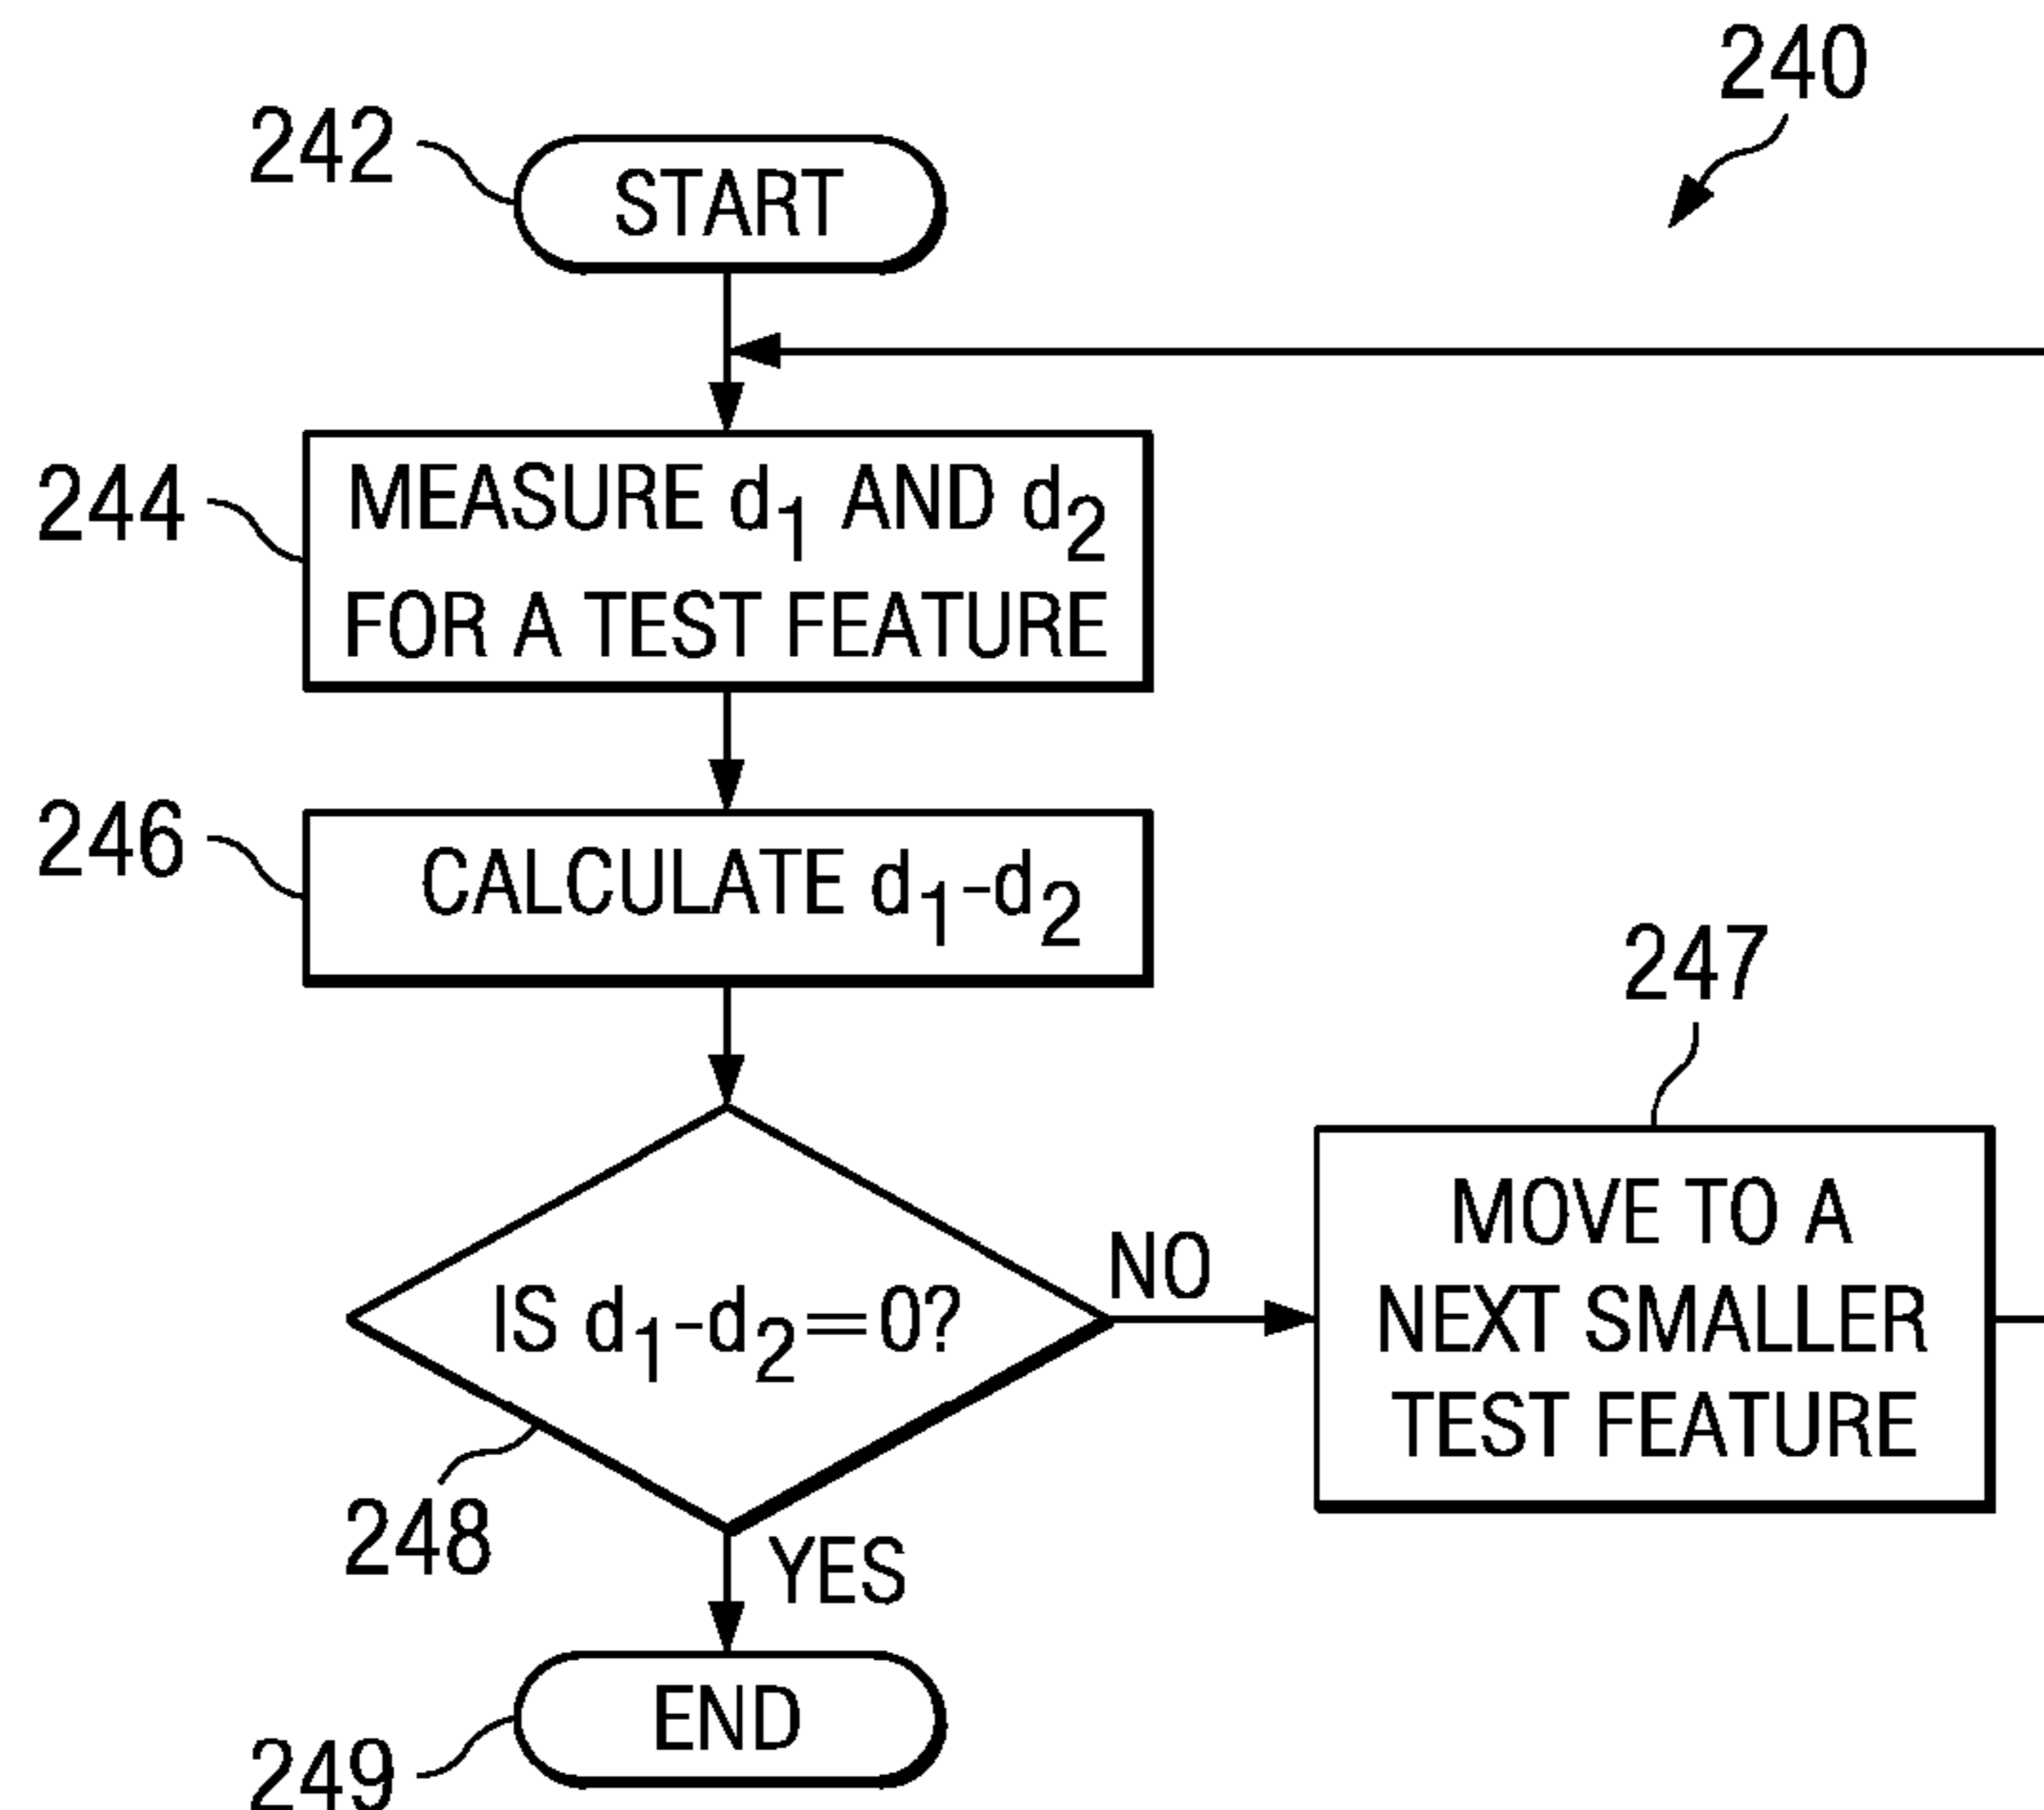 240
242
START
244
MEASURE d₁ AND d₂
FOR A TEST FEATURE
246
CALCULATE d₁-d₂
247
MOVE TO A
NEXT SMALLER
TEST FEATURE
NO
IS d₁-d₂=0?
248
YES
END
249